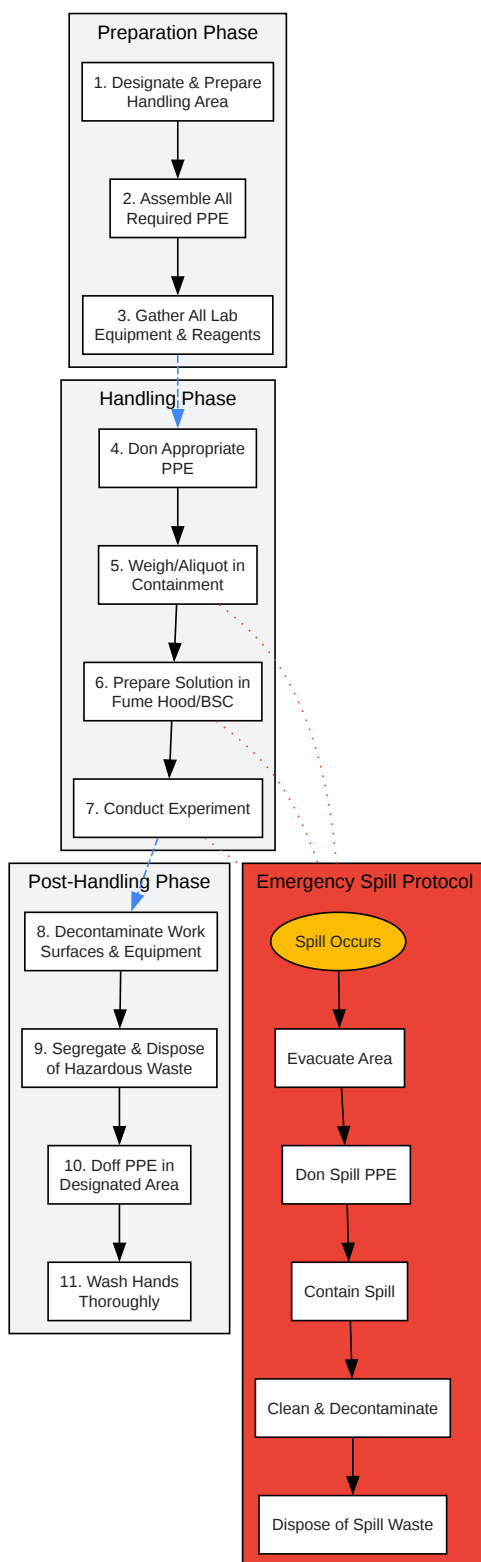 Preparation Phase
1. Designate & Prepare
Handling Area
2. Assemble All
Required PPE
3. Gather All Lab
Equipment & Reagents
Handling Phase
4. Don Appropriate
PPE
5. Weigh/Aliquot in
Containment
6. Prepare Solution in
Fume Hood/BSC
7. Conduct Experiment
Post-Handling Phase
8. Decontaminate Work
Surfaces & Equipment
9. Segregate & Dispose
of Hazardous Waste
10. Doff PPE in
Designated Area
11. Wash Hands
Thoroughly
Emergency Spill Protocol
Spill Occurs
Evacuate Area
Don Spill PPE
Contain Spill
Clean & Decontaminate
Dispose of Spill Waste